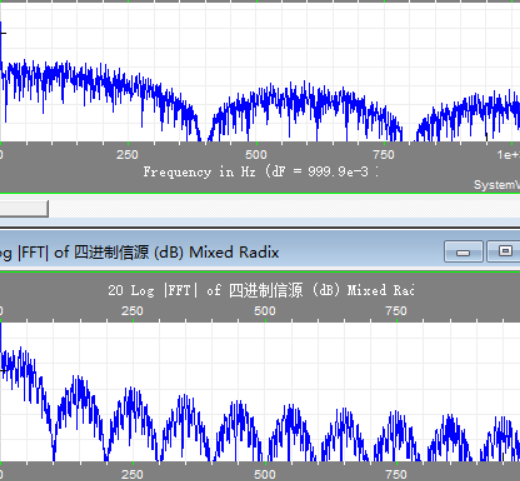 0 250 500 750 1e+
Frequency in Hz (dF = 999.9e-3
SystemV
og |FFT| of 四进制信源 (dB) Mixed Radix
20 Log |FFT| of 四进制信源 (dB) Mixed Rad
0 250 500 750
0 250 500 750